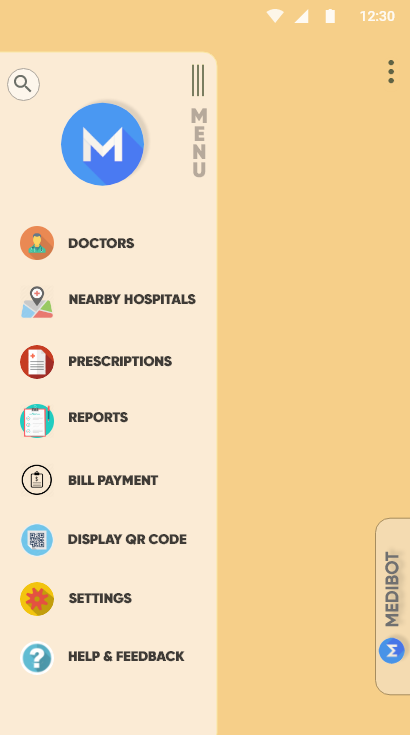 12:30
MENU
M
DOCTORS
NEARBY HOSPITALS
PRESCRIPTIONS
REPORTS
BILL PAYMENT
DISPLAY QR CODE
SETTINGS
HELP & FEEDBACK
MEDIBOT
M